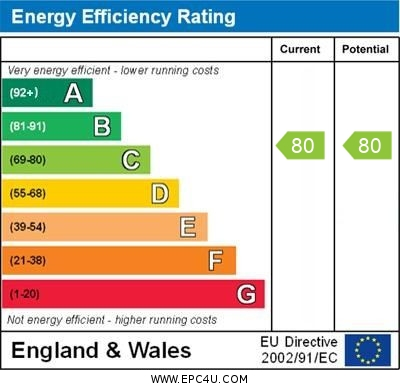 Energy Efficiency Rating
Current Potential
Very energy efficient - lower running costs
(92+) A
(81-91) B
(69-80) C
80 80
(55-68) D
(39-54) E
(21-38) F
(1-20) G
Not energy efficient - higher running costs
England & Wales
EU Directive
2002/91/EC
WWW.EPC4U.COM